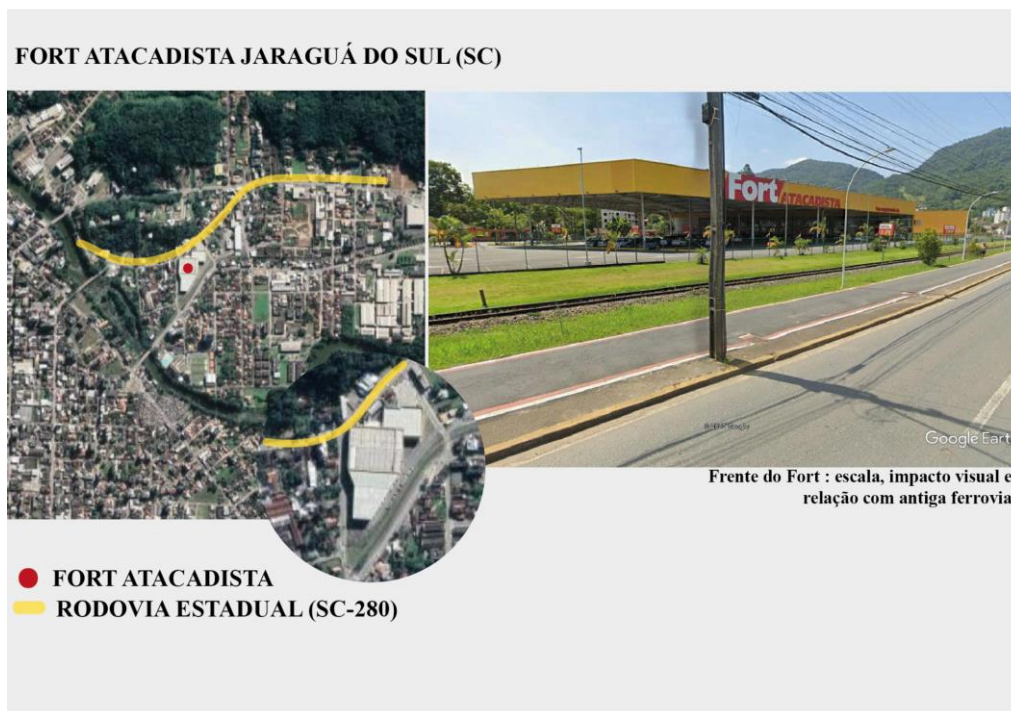 FORT ATACADISTA JARAGUÁ DO SUL (SC)
Fort ATACADISTA
Google Eart
Frente do Fort : escala, impacto visual e
relação com antiga ferrovia
FORT ATACADISTA
RODOVIA ESTADUAL (SC-280)